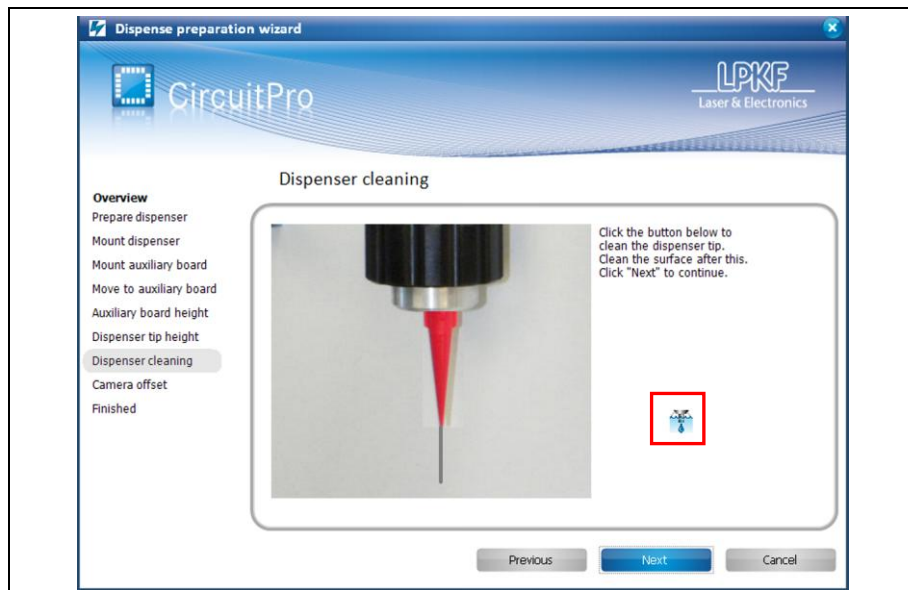 Dispense preparation wizard
CircuitPro
LPKF
Laser & Electronics
Dispenser cleaning
Overview
Prepare dispenser
Mount dispenser
Mount auxiliary board
Move to auxiliary board
Auxiliary board height
Dispenser tip height
Dispenser cleaning
Camera offset
Finished
Click the button below to
clean the dispenser tip.
Clean the surface after this.
Click "Next" to continue.
Previous
Next
Cancel